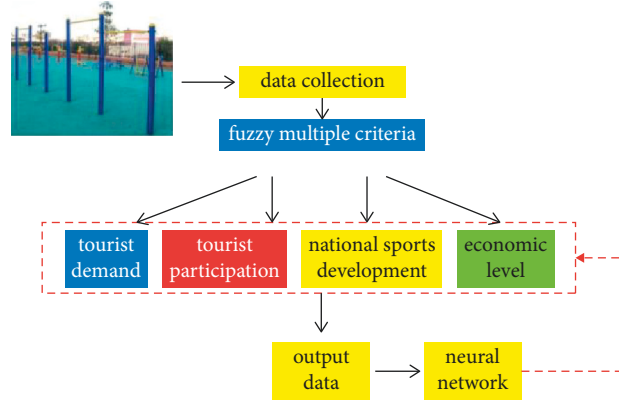 data collection
fuzzy multiple criteria
tourist
demand
tourist
participation
national sports
development
economic
level
output
data
neural
network